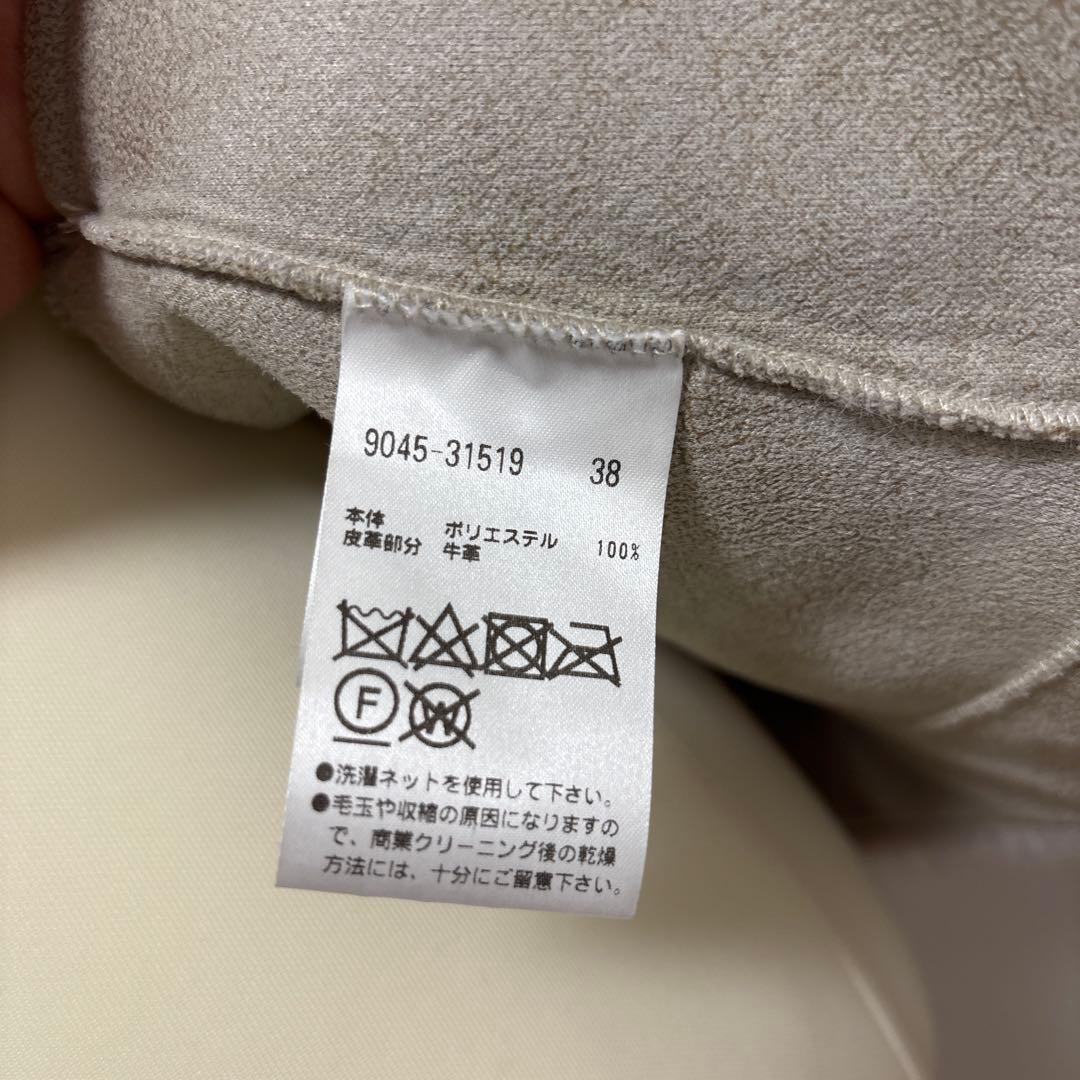 9045-31519 38
本体 ポリエステル 100%
皮革部分 牛革
F W
●洗濯ネットを使用して下さい。
●毛玉や収縮の原因になりますの
で、商業クリーニング後の乾燥
方法には、十分にご留意下さい。